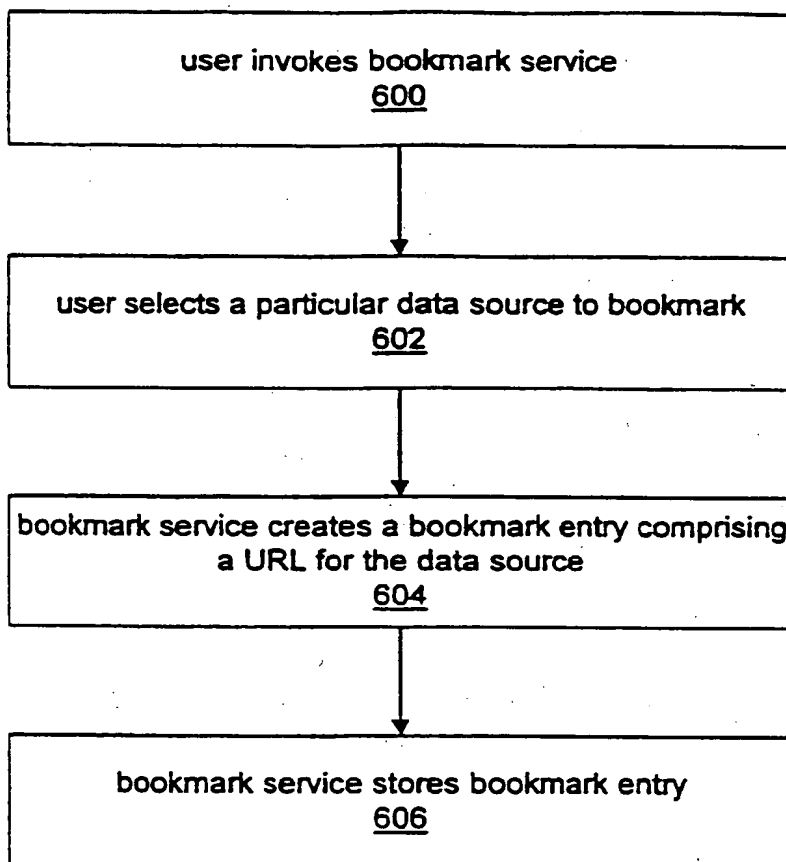 user invokes bookmark service
600
user selects a particular data source to bookmark
602
bookmark service creates a bookmark entry comprising
a URL for the data source
604
bookmark service stores bookmark entry
606